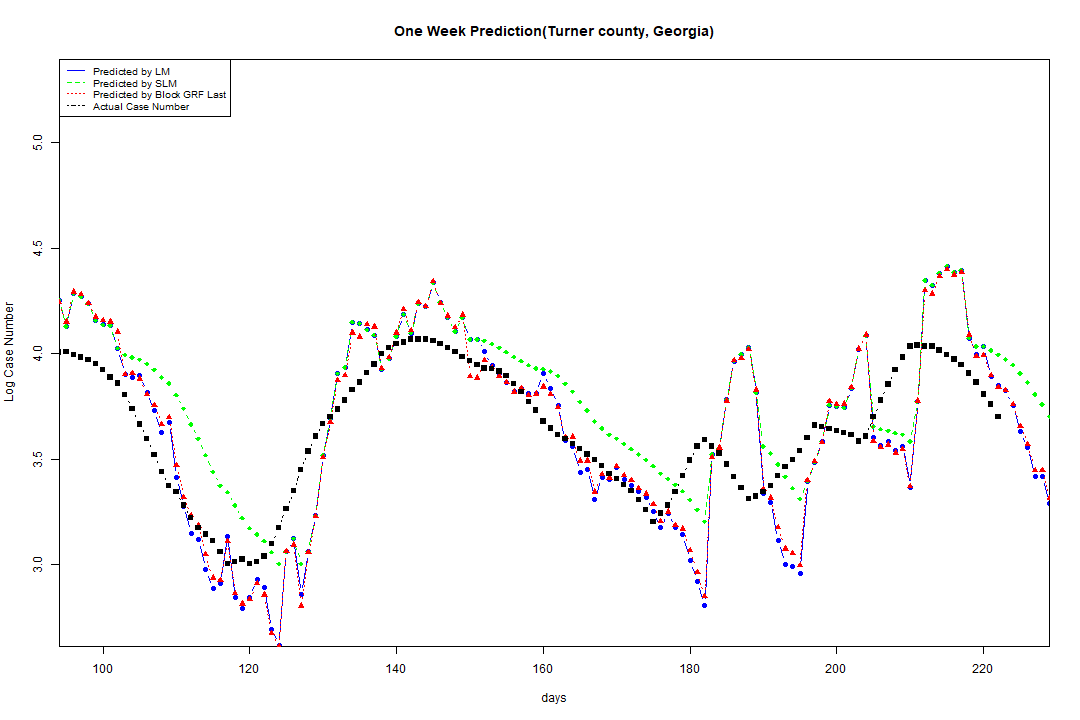 One Week Prediction(Turner county, Georgia)
Predicted by LM
Predicted by SLM
Predicted by Block GRF Last
Actual Case Number
Log Case Number
5.0
4.5
4.0
3.5
3.0
100 120 140 160 180 200 220
days